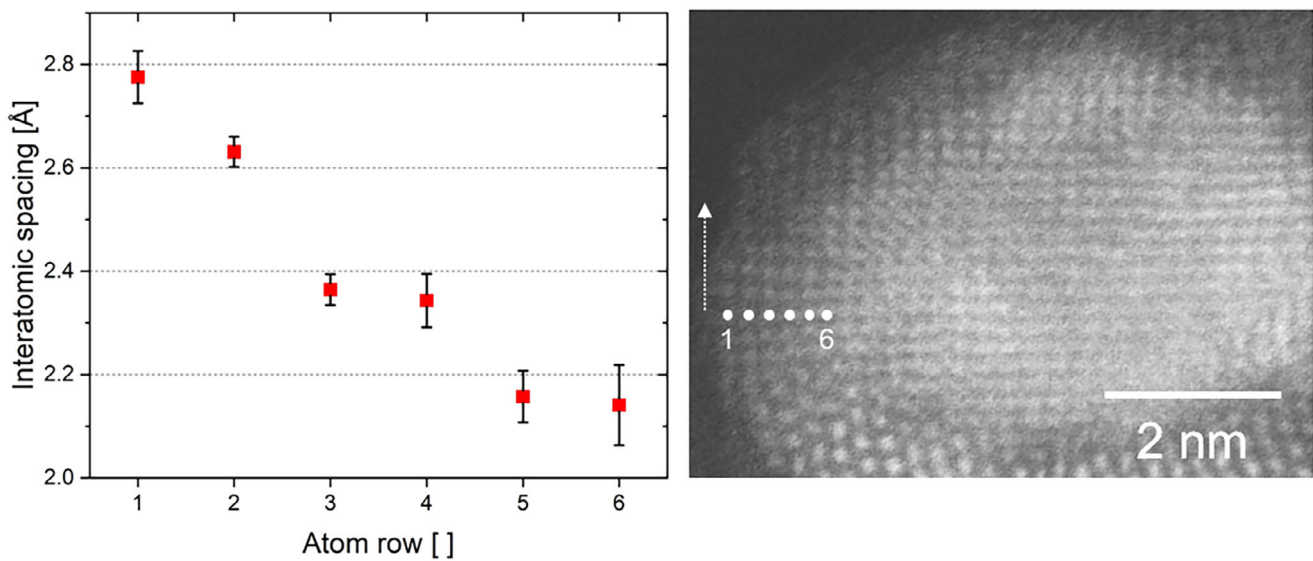 Interatomic spacing [Å]
2.8
2.6
2.4
2.2
2.0
1 2 3 4 5 6
Atom row [ ]
1 6
2 nm